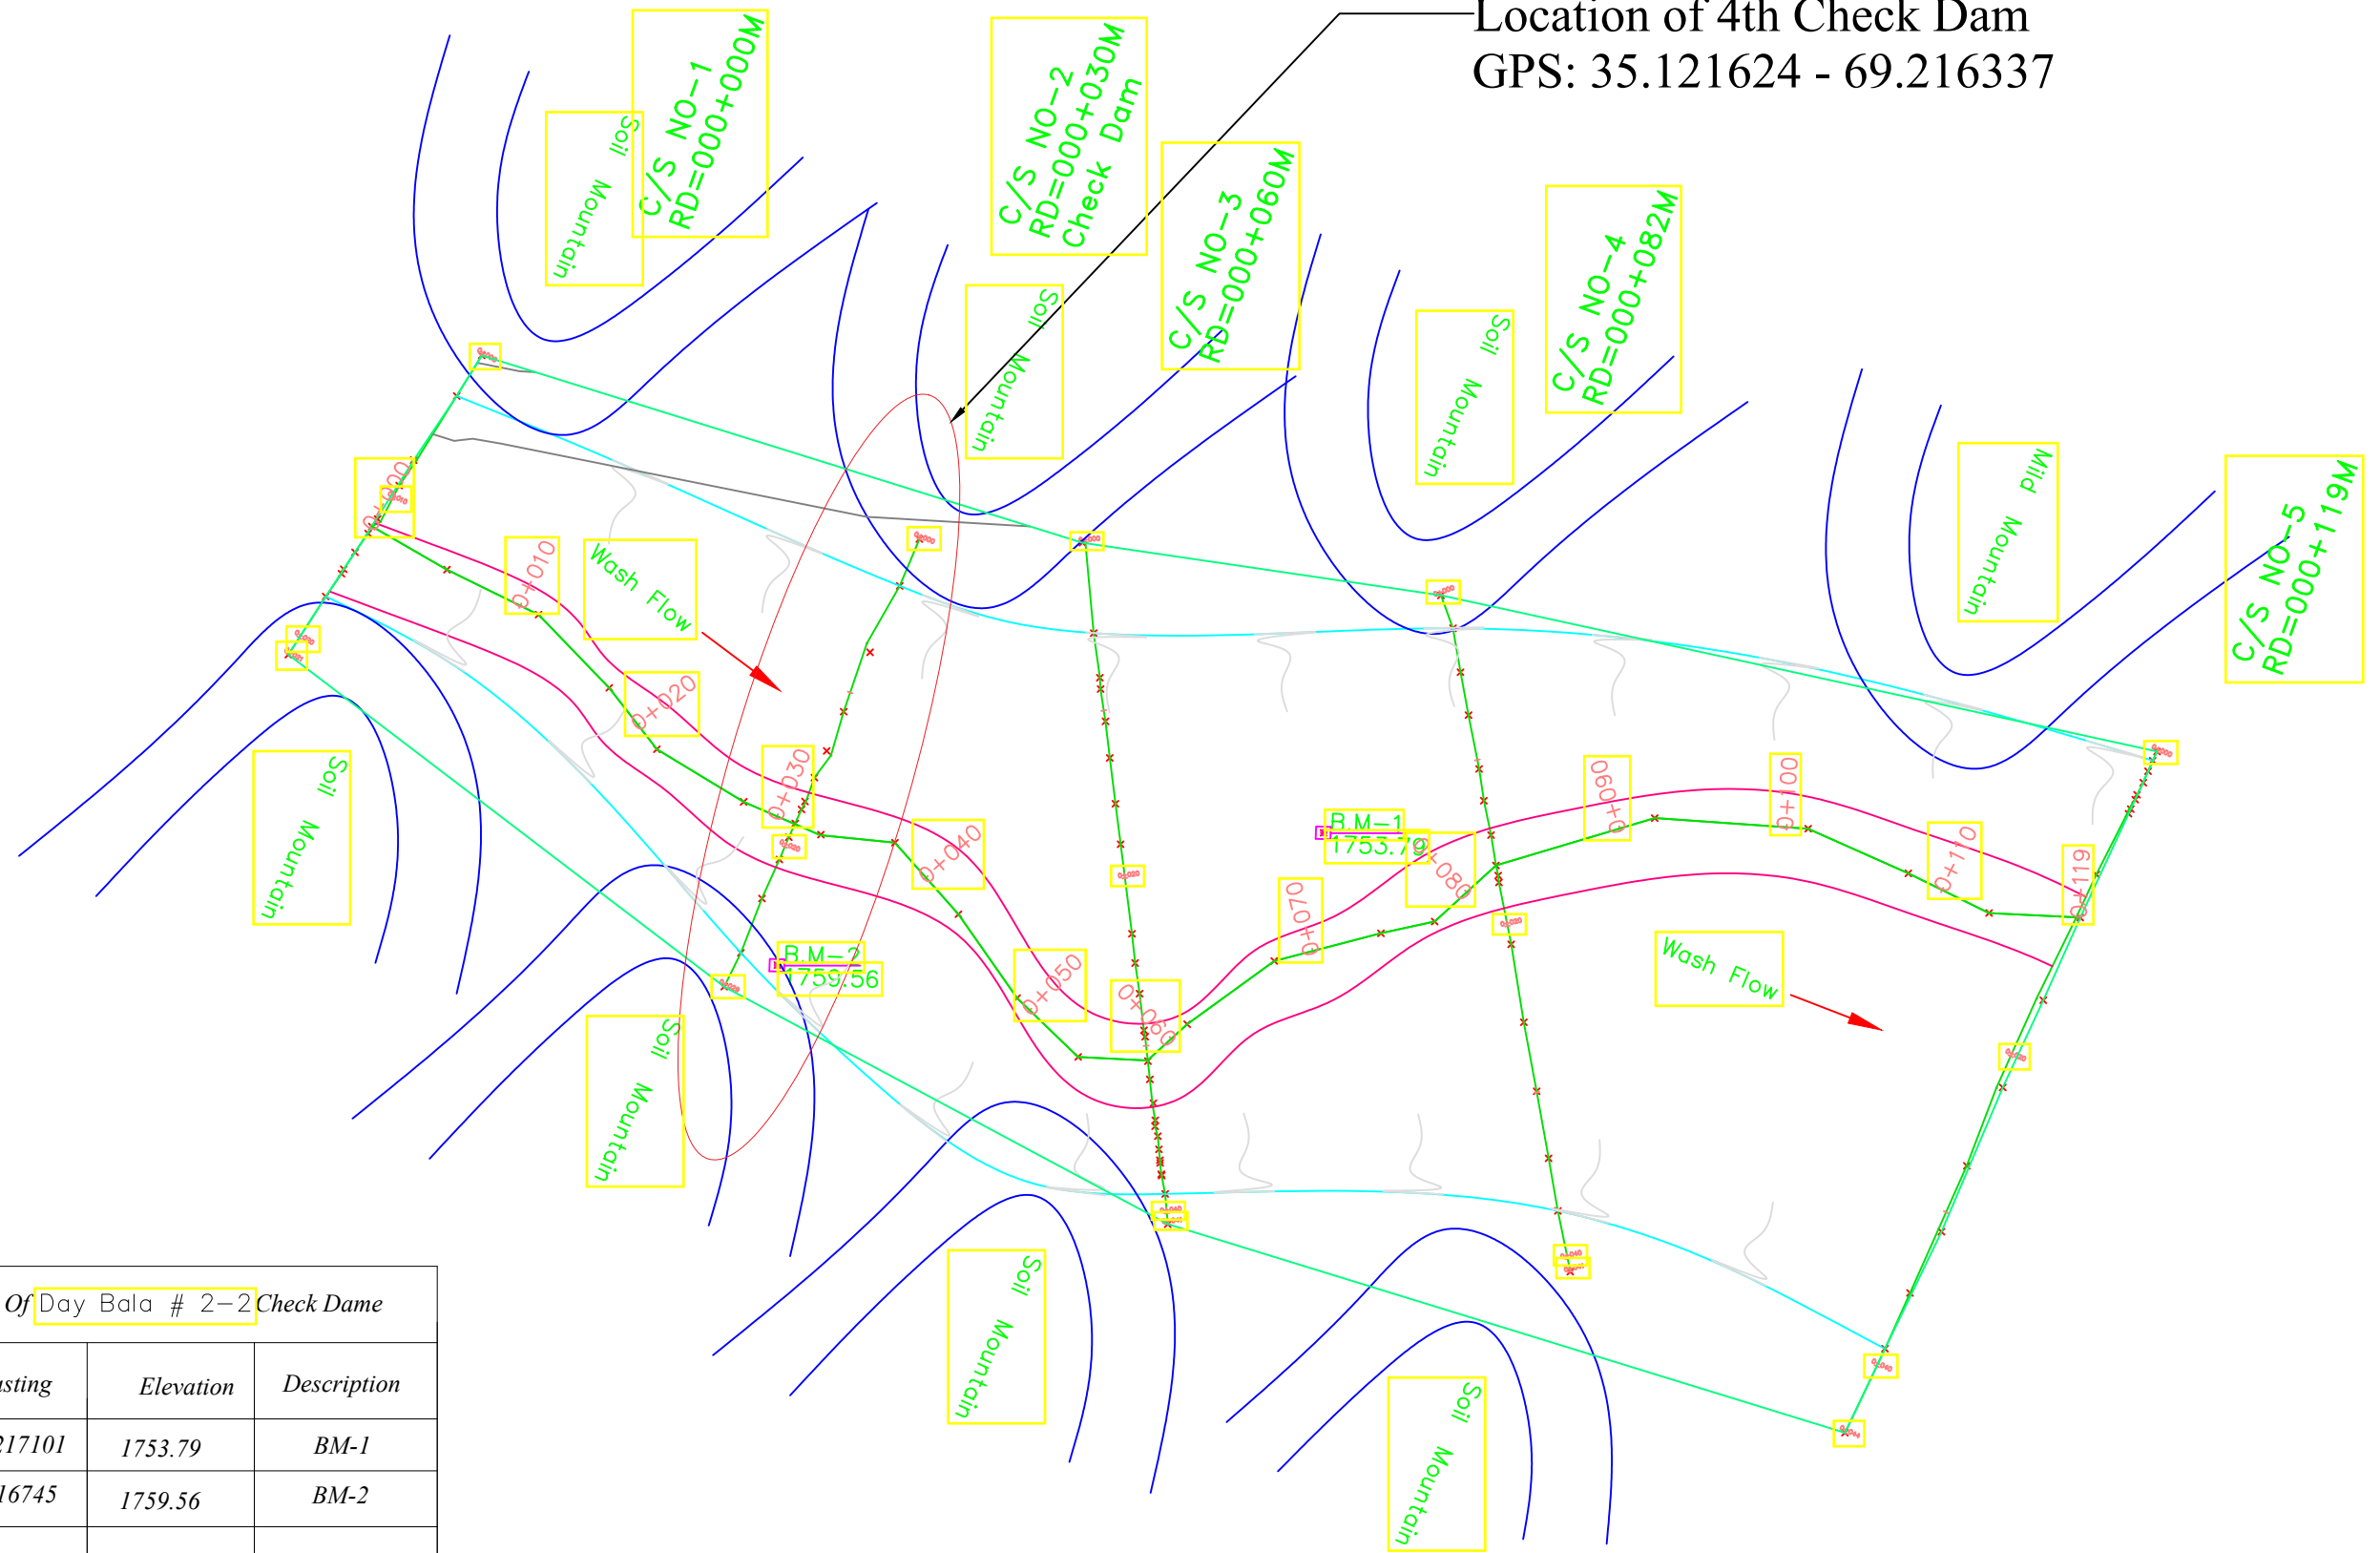 Location of 4th Check Dam
GPS: 35.121624 - 69.216337
C/S NO-1
RD=000+000M
C/S NO-2
RD=000+030M
Check Dam
C/S NO-3
RD=000+060M
C/S NO-4
RD=000+082M
C/S NO-5
RD=000+119M
Soil Mountain
Soil Mountain
Soil Mountain
Mild Mountain
0+000
0+010
Wash Flow
0+020
0+030
0+040
0+050
0+060
0+070
0+080
0+090
0+100
0+110
0+119
B.M-1
1753.79
B.M-2
1759.56
Wash Flow
Soil Mountain
Soil Mountain
Soil Mountain
Soil Mountain
Of Day Bala # 2-2 Check Dame
Elevation
Description
217101
1753.79
BM-1
16745
1759.56
BM-2